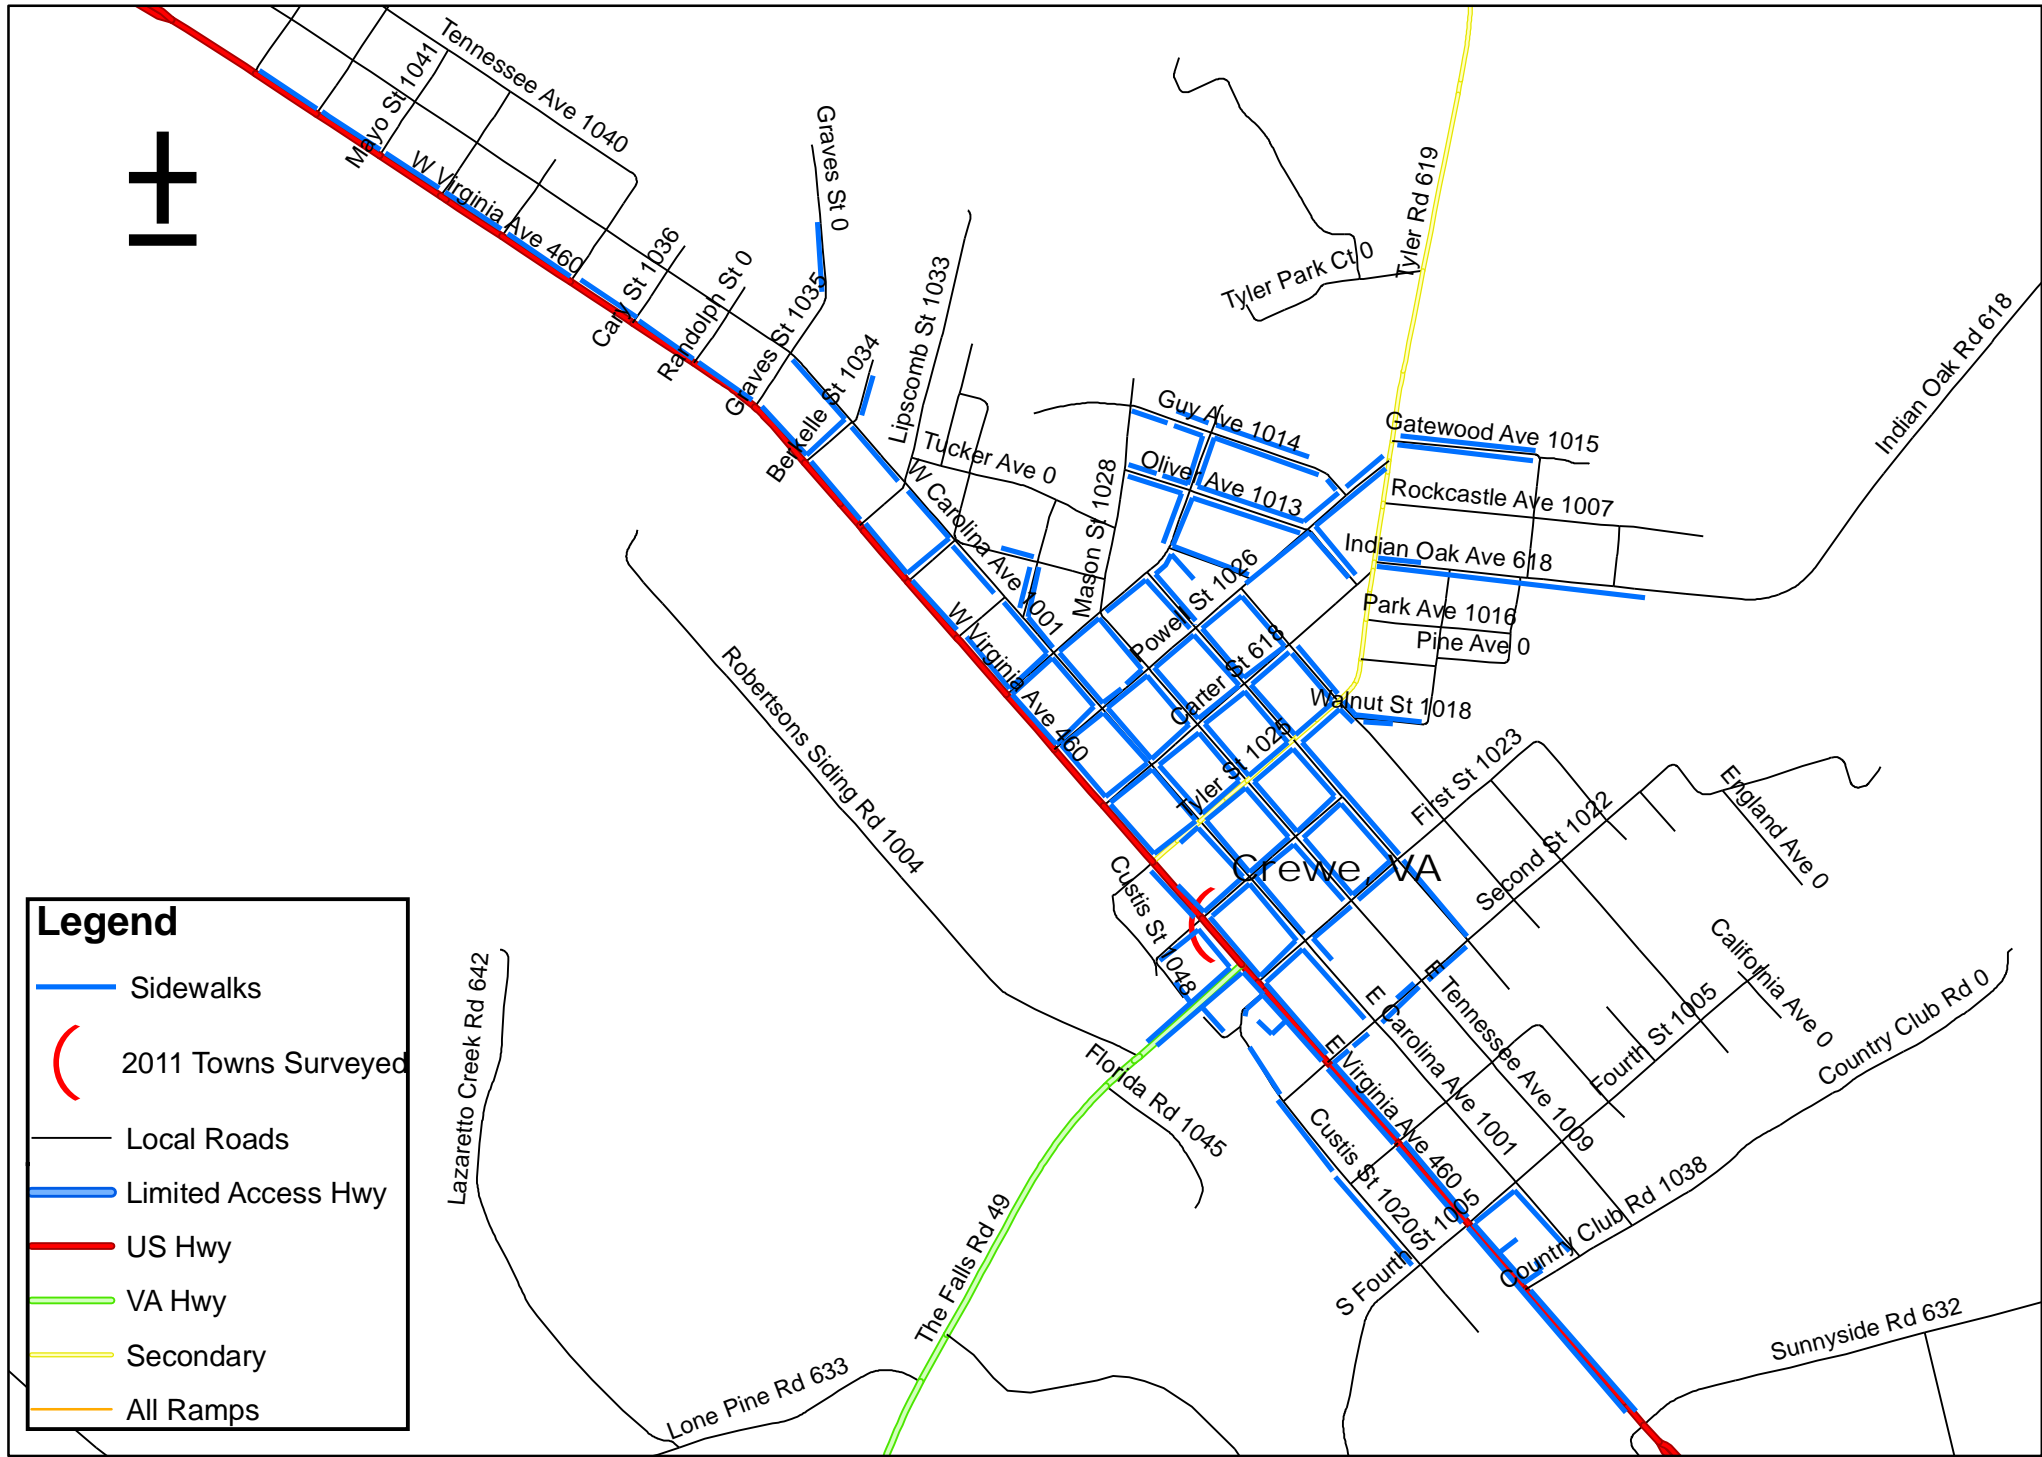 Tennessee Ave 1040
Mayo St 1041
W Virginia Ave 460
Graves St 0
Cary St 1036
Randolph St 0
Graves St 1035
Berkelle St 1034
Lipscomb St 1033
Tucker Ave 0
W Carolina Ave 1001
Mason St 1028
Guy Ave 1014
Oliver Ave 1013
Tyler Park Ct 0
Tyler Rd 619
Gatewood Ave 1015
Rockcastle Ave 1007
Indian Oak Ave 618
Indian Oak Rd 618
Park Ave 1016
Pine Ave 0
Walnut St 1018
Powell St 1026
Carter St 618
Tyler St 1025
W Virginia Ave 460
Robertsons Siding Rd 1004
First St 1023
Second St 1022
England Ave 0
California Ave 0
Crewe, VA
Custis St 1048
E Tennessee Ave 1009
E Carolina Ave 1001
E Virginia Ave 460
Fourth St 1005
Country Club Rd 0
Country Club Rd 1038
Custis St 1020
S Fourth St 1005
Florida Rd 1045
The Falls Rd 49
Lazaretto Creek Rd 642
Lone Pine Rd 633
Sunnyside Rd 632
Legend
Sidewalks
2011 Towns Surveyed
Local Roads
Limited Access Hwy
US Hwy
VA Hwy
Secondary
All Ramps